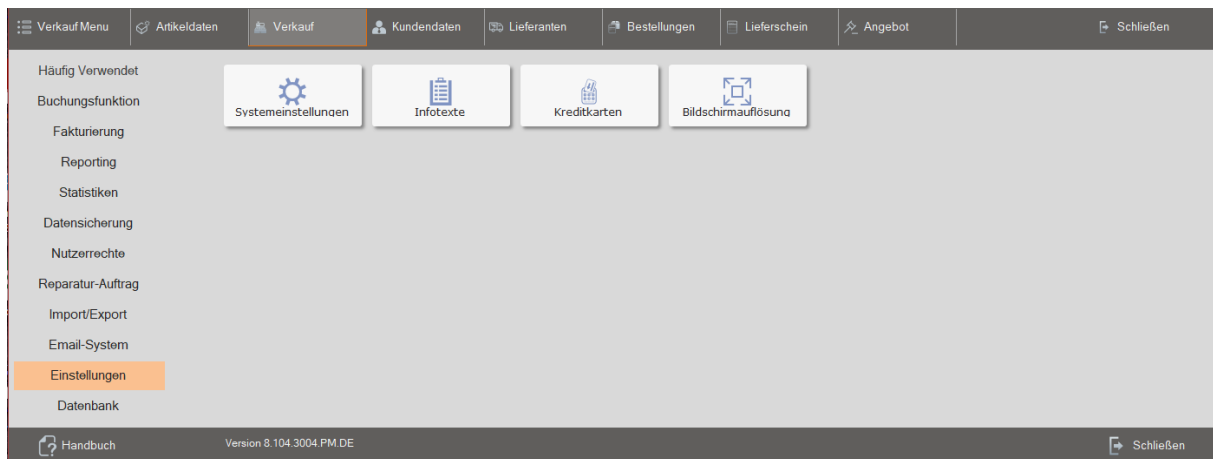 Verkauf Menu Artikeldaten Verkauf Kundendaten Lieferanten Bestellungen Lieferschein Angebot Schließen
Häufig Verwendet
Buchungsfunktion
Fakturierung
Reporting
Statistiken
Datensicherung
Nutzerrechte
Reparatur-Auftrag
Import/Export
Email-System
Einstellungen
Datenbank
Systemeinstellungen Infotexte Kreditkarten Bildschirmauflösung
Handbuch Version 8.104.3004.PM.DE Schließen